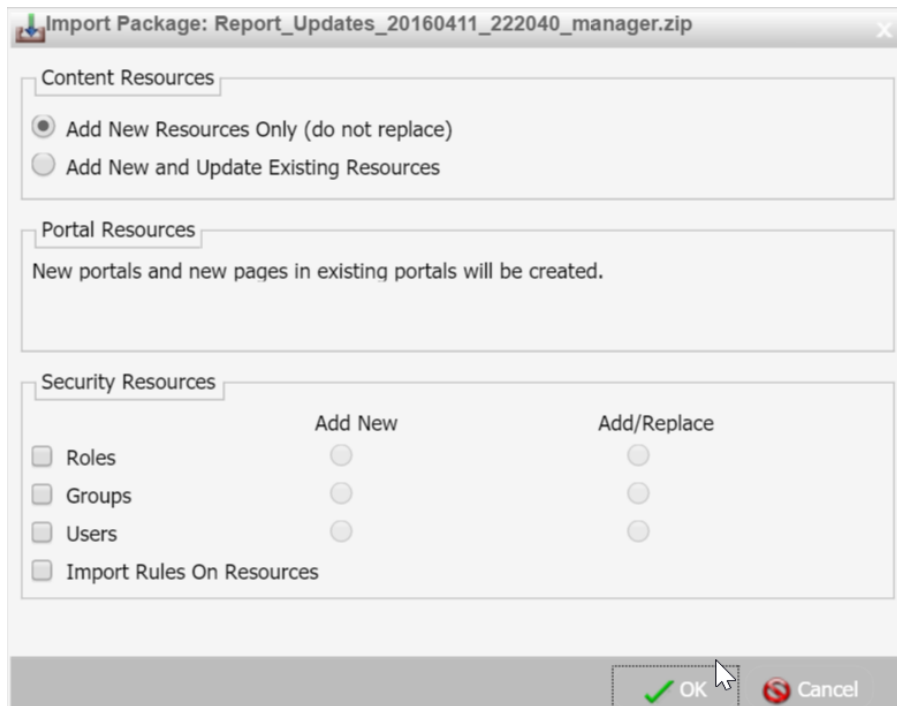 Import Package: Report_Updates_20160411_222040_manager.zip
Content Resources
Add New Resources Only (do not replace)
Add New and Update Existing Resources
Portal Resources
New portals and new pages in existing portals will be created.
Security Resources
Add New Add/Replace
Roles
Groups
Users
Import Rules On Resources
OK Cancel